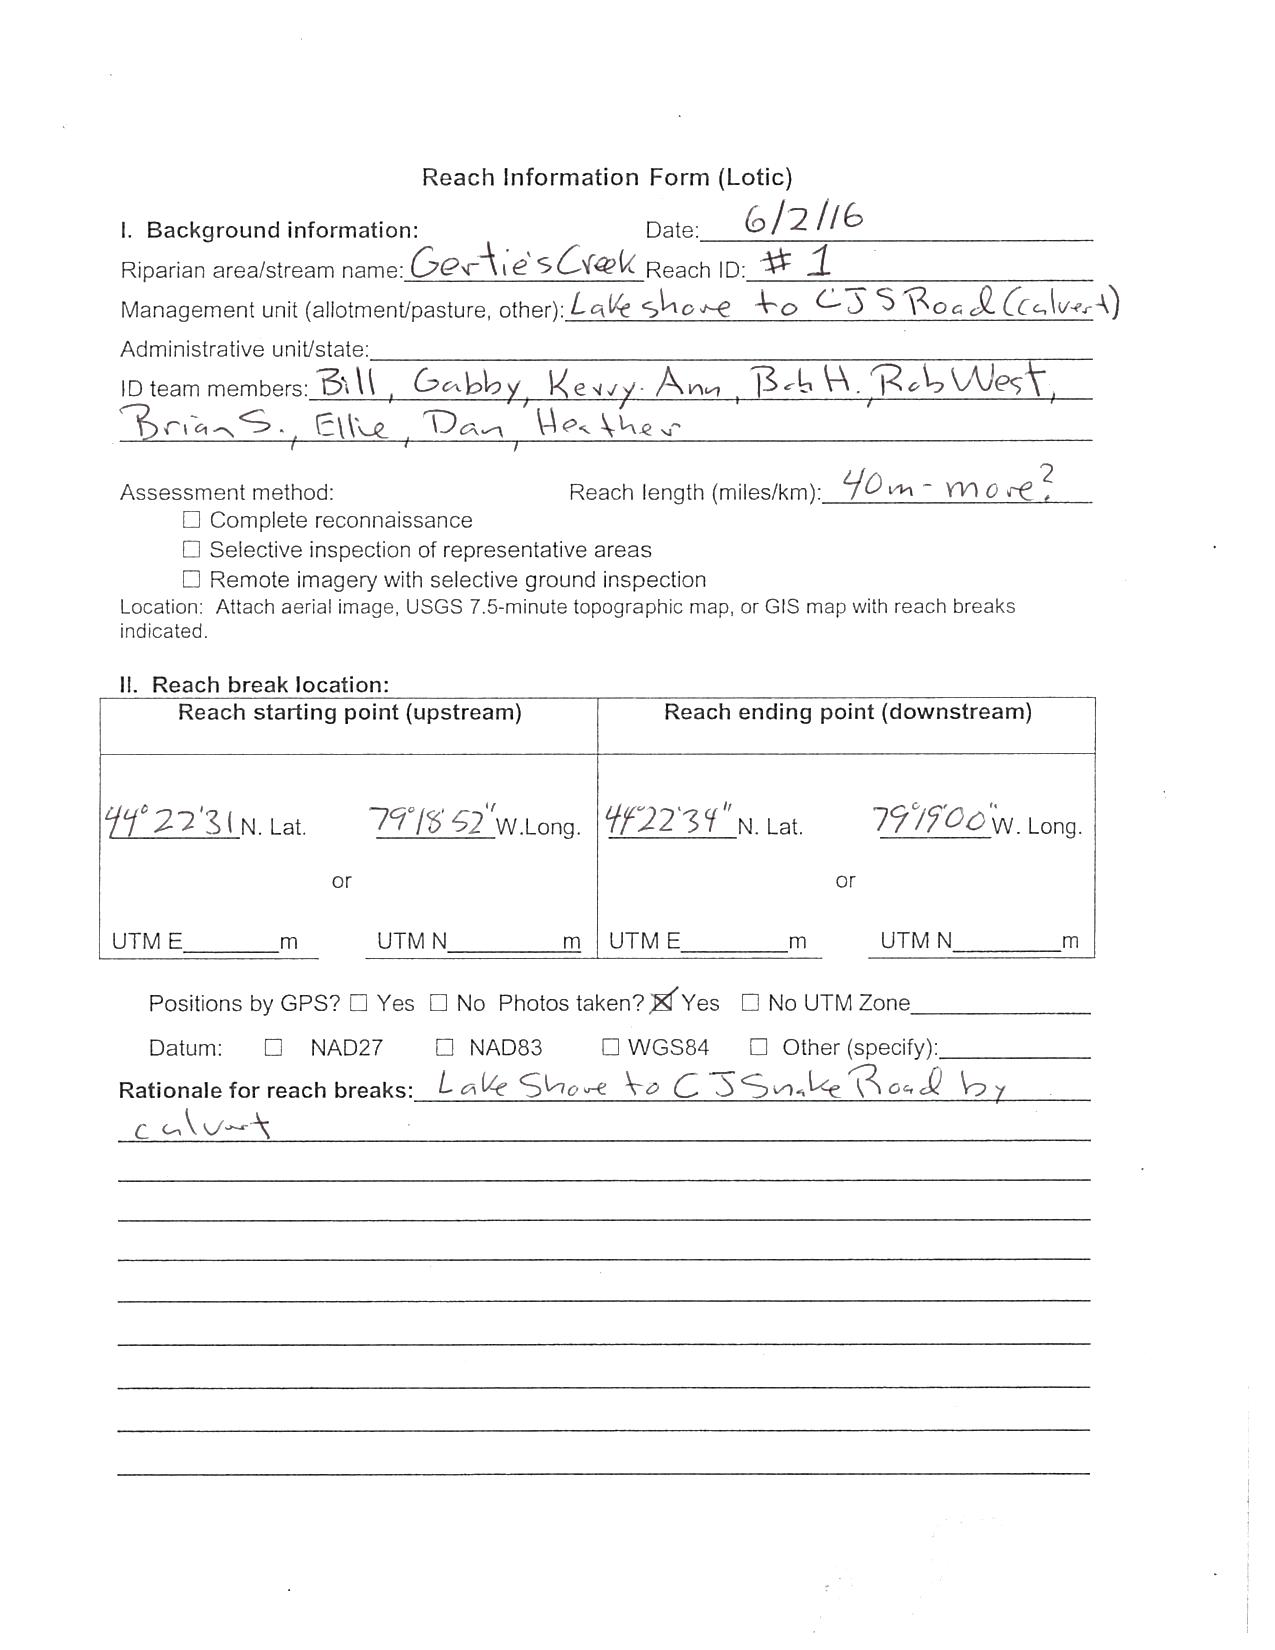 Reach Information Form (Lotic)
I. Background information: Date: 6/2/16
Riparian area/stream name: Gertie's Creek Reach ID: # 1
Management unit (allotment/pasture, other): Lake shore to CJS Road (Calvert)
Administrative unit/state:
ID team members: Bill, Gabby, Kerry-Ann, Bob H., Rob West,
Brian S., Ellie, Dan, Heather
Assessment method: Reach length (miles/km): 40m - more?
☐ Complete reconnaissance
☐ Selective inspection of representative areas
☐ Remote imagery with selective ground inspection
Location: Attach aerial image, USGS 7.5-minute topographic map, or GIS map with reach breaks
indicated.
II. Reach break location:
Reach starting point (upstream) Reach ending point (downstream)
44° 22'31 N. Lat. 79°18'52" W.Long. 44°22'34" N. Lat. 79°19'00" W. Long.
or or
UTM E m UTM N m UTM E m UTM N m
Positions by GPS? ☐ Yes ☐ No Photos taken? ☒ Yes ☐ No UTM Zone
Datum: ☐ NAD27 ☐ NAD83 ☐ WGS84 ☐ Other (specify):
Rationale for reach breaks: Lake Shore to CJ Snake Road by
calvert